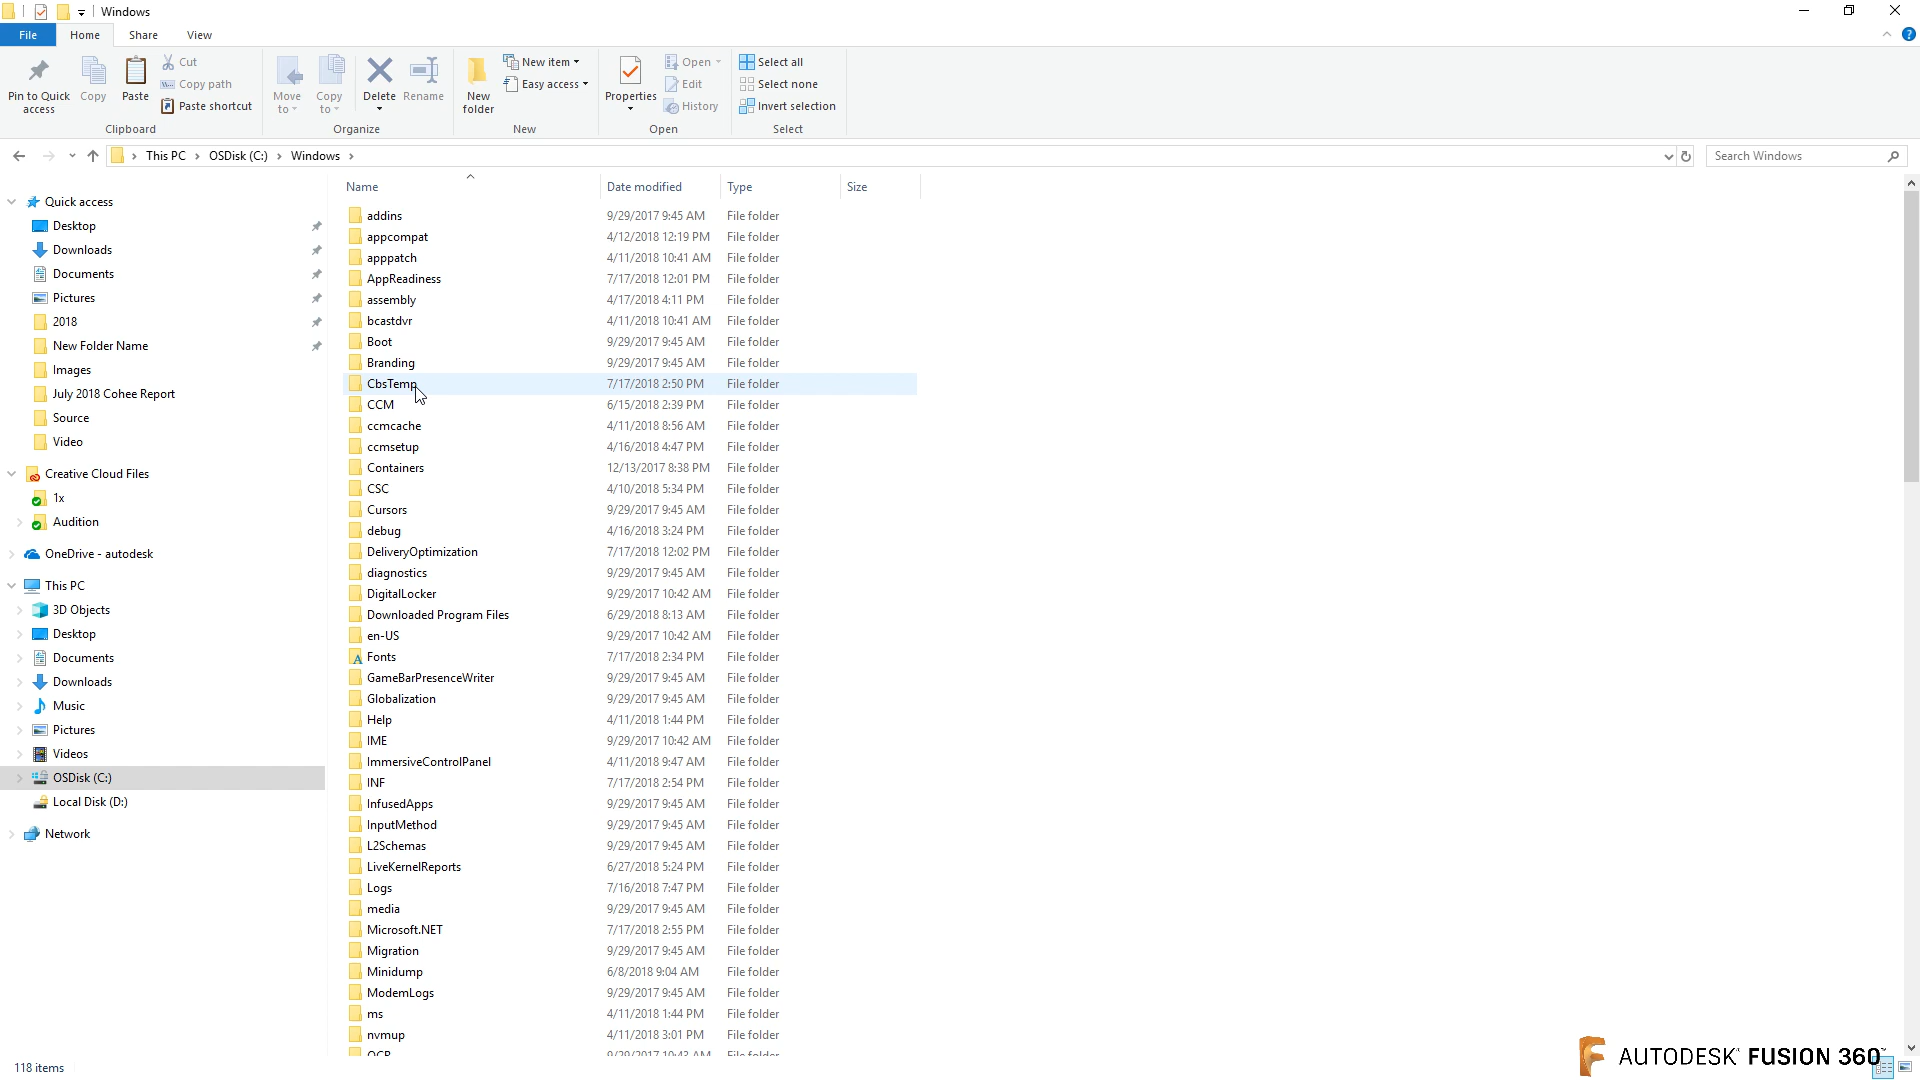 Windows
File Home Share View
Pin to Quick access
Copy
Paste
Cut
Copy path
Paste shortcut
Clipboard
Move to
Copy to
Delete
Rename
Organize
New folder
New item
Easy access
New
Properties
Open
Edit
History
Open
Select all
Select none
Invert selection
Select
This PC > OSDisk (C:) > Windows >
Search Windows
Quick access
Desktop
Downloads
Documents
Pictures
2018
New Folder Name
Images
July 2018 Cohee Report
Source
Video
Creative Cloud Files
1x
Audition
OneDrive - autodesk
This PC
3D Objects
Desktop
Documents
Downloads
Music
Pictures
Videos
OSDisk (C:)
Local Disk (D:)
Network
Name Date modified Type Size
addins 9/29/2017 9:45 AM File folder
appcompat 4/12/2018 12:19 PM File folder
apppatch 4/11/2018 10:41 AM File folder
AppReadiness 7/17/2018 12:01 PM File folder
assembly 4/17/2018 4:11 PM File folder
bcastdvr 4/11/2018 10:41 AM File folder
Boot 9/29/2017 9:45 AM File folder
Branding 9/29/2017 9:45 AM File folder
CbsTemp 7/17/2018 2:50 PM File folder
CCM 6/15/2018 2:39 PM File folder
ccmcache 4/11/2018 8:56 AM File folder
ccmsetup 4/16/2018 4:47 PM File folder
Containers 12/13/2017 8:38 PM File folder
CSC 4/10/2018 5:34 PM File folder
Cursors 9/29/2017 9:45 AM File folder
debug 4/16/2018 3:24 PM File folder
DeliveryOptimization 7/17/2018 12:02 PM File folder
diagnostics 9/29/2017 9:45 AM File folder
DigitalLocker 9/29/2017 10:42 AM File folder
Downloaded Program Files 6/29/2018 8:13 AM File folder
en-US 9/29/2017 10:42 AM File folder
Fonts 7/17/2018 2:34 PM File folder
GameBarPresenceWriter 9/29/2017 9:45 AM File folder
Globalization 9/29/2017 9:45 AM File folder
Help 4/11/2018 1:44 PM File folder
IME 9/29/2017 10:42 AM File folder
ImmersiveControlPanel 4/11/2018 9:47 AM File folder
INF 7/17/2018 2:54 PM File folder
InfusedApps 9/29/2017 9:45 AM File folder
InputMethod 9/29/2017 9:45 AM File folder
L2Schemas 9/29/2017 9:45 AM File folder
LiveKernelReports 6/27/2018 5:24 PM File folder
Logs 7/16/2018 7:47 PM File folder
media 9/29/2017 9:45 AM File folder
Microsoft.NET 7/17/2018 2:55 PM File folder
Migration 9/29/2017 9:45 AM File folder
Minidump 6/8/2018 9:04 AM File folder
ModemLogs 9/29/2017 9:45 AM File folder
ms 4/11/2018 1:44 PM File folder
nvmup 4/11/2018 3:01 PM File folder
118 items
AUTODESK FUSION 360